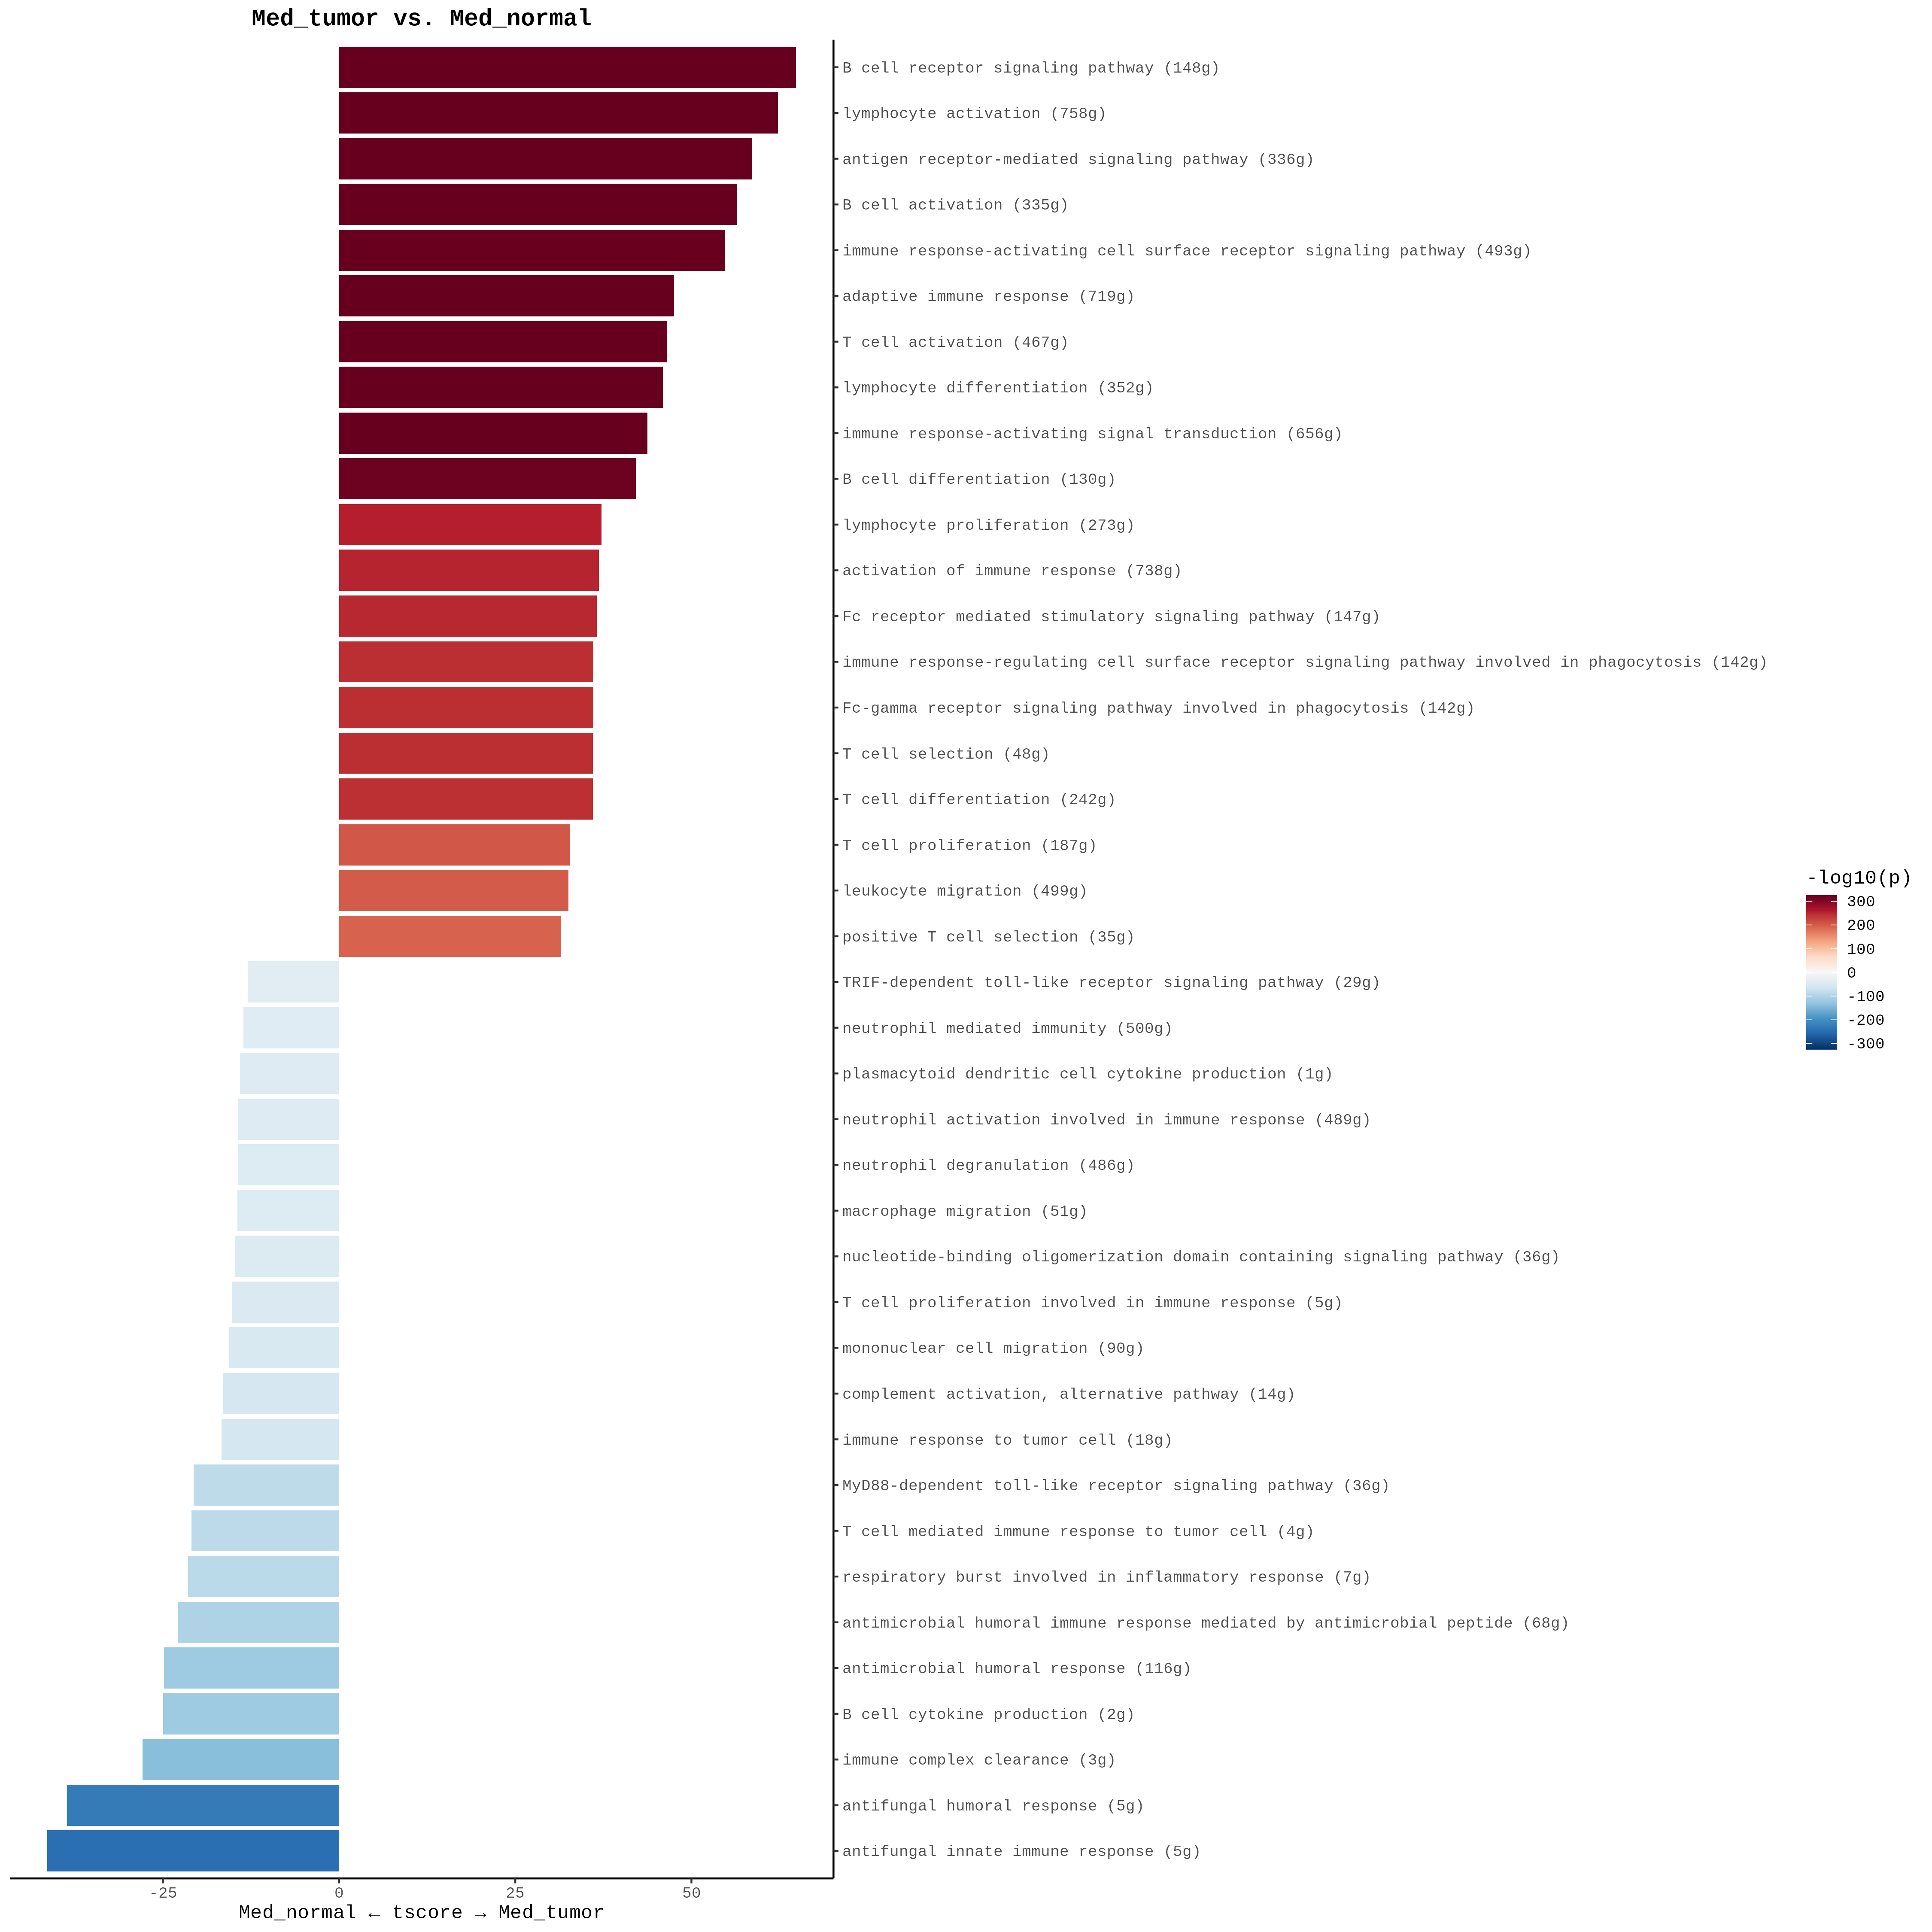 Med_tumor vs. Med_normal
B cell receptor signaling pathway (148g)
lymphocyte activation (758g)
antigen receptor-mediated signaling pathway (336g)
B cell activation (335g)
immune response-activating cell surface receptor signaling pathway (493g)
adaptive immune response (719g)
T cell activation (467g)
lymphocyte differentiation (352g)
immune response-activating signal transduction (656g)
B cell differentiation (130g)
lymphocyte proliferation (273g)
activation of immune response (738g)
Fc receptor mediated stimulatory signaling pathway (147g)
immune response-regulating cell surface receptor signaling pathway involved in phagocytosis (142g)
Fc-gamma receptor signaling pathway involved in phagocytosis (142g)
T cell selection (48g)
T cell differentiation (242g)
T cell proliferation (187g)
leukocyte migration (499g)
positive T cell selection (35g)
TRIF-dependent toll-like receptor signaling pathway (29g)
neutrophil mediated immunity (500g)
plasmacytoid dendritic cell cytokine production (1g)
neutrophil activation involved in immune response (489g)
neutrophil degranulation (486g)
macrophage migration (51g)
nucleotide-binding oligomerization domain containing signaling pathway (36g)
T cell proliferation involved in immune response (5g)
mononuclear cell migration (90g)
complement activation, alternative pathway (14g)
immune response to tumor cell (18g)
MyD88-dependent toll-like receptor signaling pathway (36g)
T cell mediated immune response to tumor cell (4g)
respiratory burst involved in inflammatory response (7g)
antimicrobial humoral immune response mediated by antimicrobial peptide (68g)
antimicrobial humoral response (116g)
B cell cytokine production (2g)
immune complex clearance (3g)
antifungal humoral response (5g)
antifungal innate immune response (5g)
-25 0 25 50
Med_normal ← tscore → Med_tumor
-log10(p)
300
200
100
0
-100
-200
-300